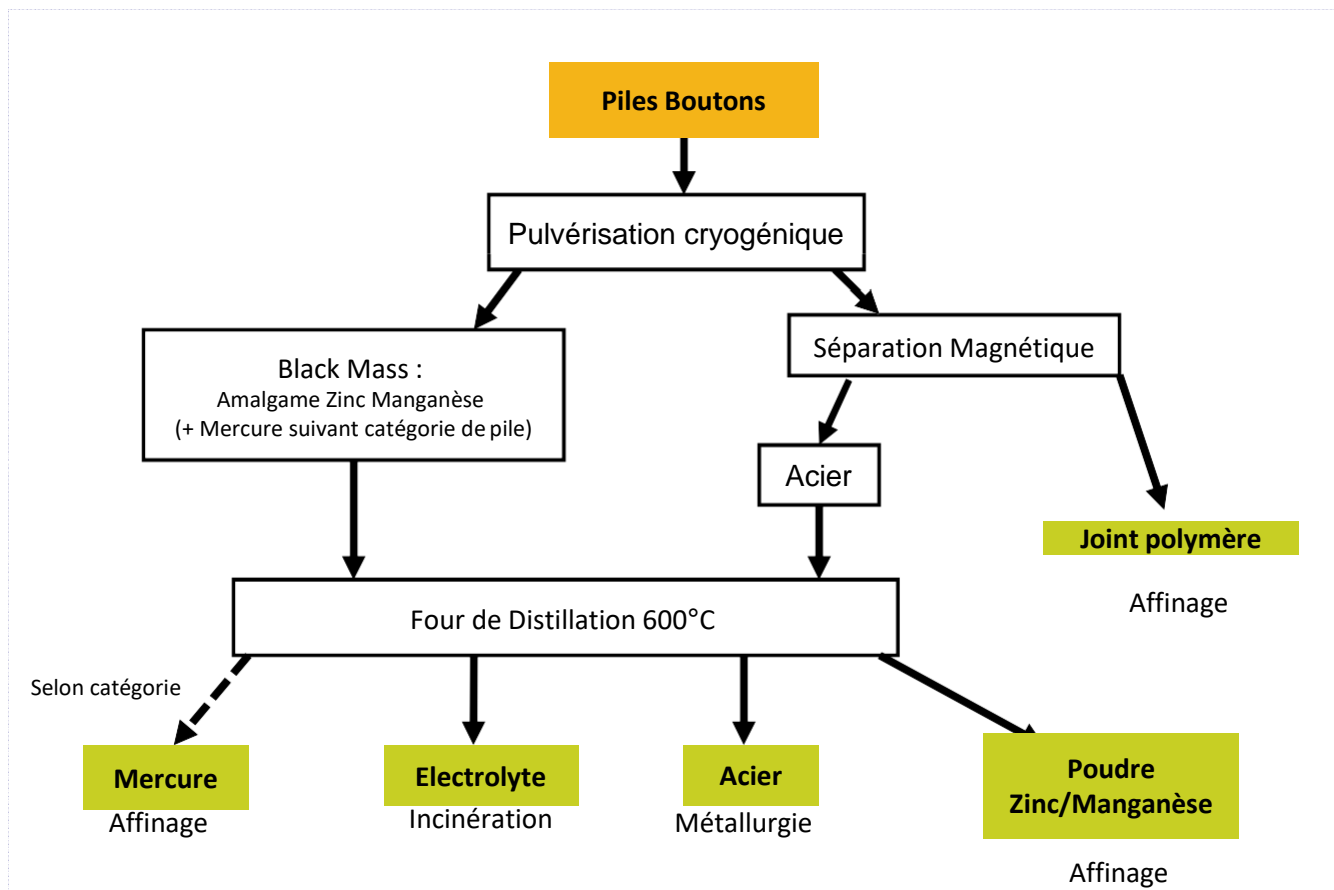 Piles Boutons
Pulvérisation cryogénique
Black Mass :
Amalgame Zinc Manganèse
(+ Mercure suivant catégorie de pile)
Séparation Magnétique
Acier
Joint polymère
Affinage
Four de Distillation 600°C
Selon catégorie
Mercure
Affinage
Electrolyte
Incinération
Acier
Métallurgie
Poudre
Zinc/Manganèse
Affinage